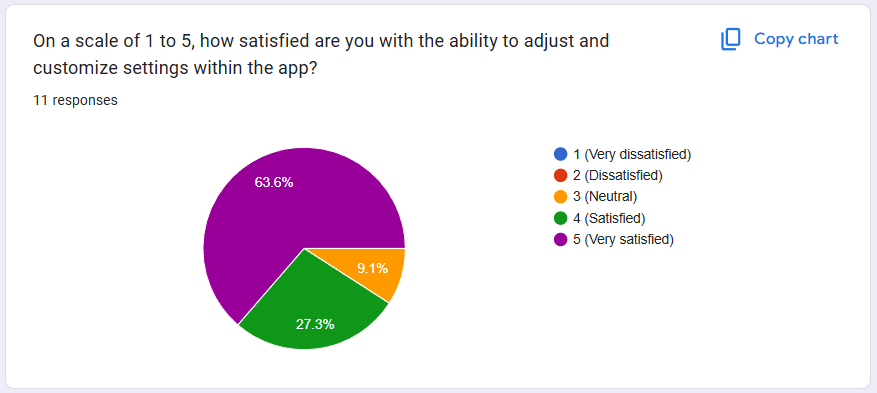 On a scale of 1 to 5, how satisfied are you with the ability to adjust and
customize settings within the app?
Copy chart
11 responses
63.6%
9.1%
27.3%
1 (Very dissatisfied)
2 (Dissatisfied)
3 (Neutral)
4 (Satisfied)
5 (Very satisfied)